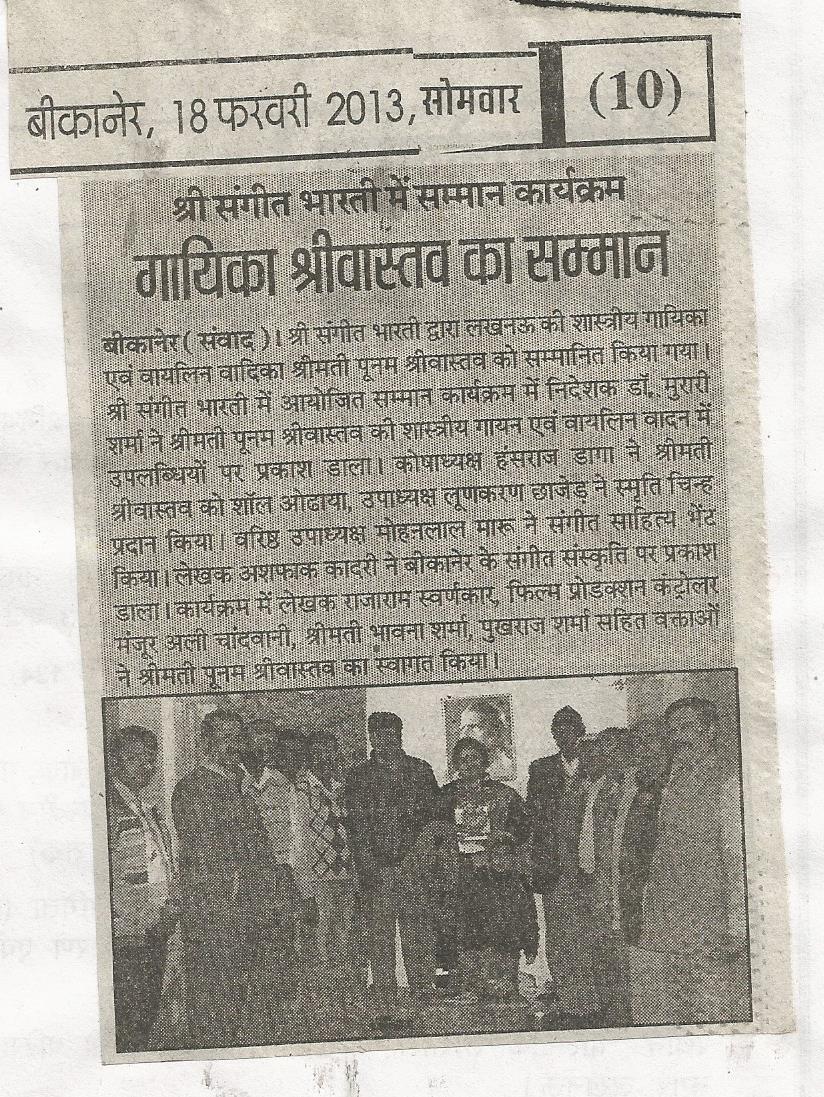 बीकानेर, 18 फरवरी 2013, सोमवार (10)
श्री संगीत भारती में सम्मान कार्यक्रम
गायिका श्रीवास्तव का सम्मान
बीकानेर (संवाद)। श्री संगीत भारती द्वारा लखनऊ की शास्त्रीय गायिका
एवं वायलिन वादिका श्रीमती पूनम श्रीवास्तव को सम्मानित किया गया।
श्री संगीत भारती में आयोजित सम्मान कार्यक्रम में निदेशक डॉ. मुरारी
शर्मा ने श्रीमती पूनम श्रीवास्तव की शास्त्रीय गायन एवं वायलिन वादन में
उपलब्धियों पर प्रकाश डाला। कोषाध्यक्ष हंसराज डागा ने श्रीमती
श्रीवास्तव को शॉल ओढाया, उपाध्यक्ष लूणकरण छाजेड़ ने स्मृति चिन्ह
प्रदान किया। वरिष्ठ उपाध्यक्ष मोहनलाल मारू ने संगीत साहित्य भेंट
किया। लेखक अशफाक कादरी ने बीकानेर के संगीत संस्कृति पर प्रकाश
डाला। कार्यक्रम में लेखक राजाराम स्वर्णकार, फिल्म प्रोडक्शन कंट्रोलर
मंजूर अली चांदवानी, श्रीमती भावना शर्मा, पुखराज शर्मा सहित वक्ताओं
ने श्रीमती पूनम श्रीवास्तव का स्वागत किया।